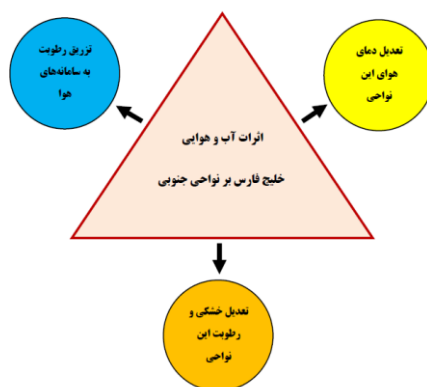 تزریق رطوبت
به سامانه‌های
هوا
تعدیل دمای
هوای این
نواحی
اثرات آب و هوایی
خلیج فارس بر نواحی جنوبی
تعدیل خشکی و
رطوبت این
نواحی